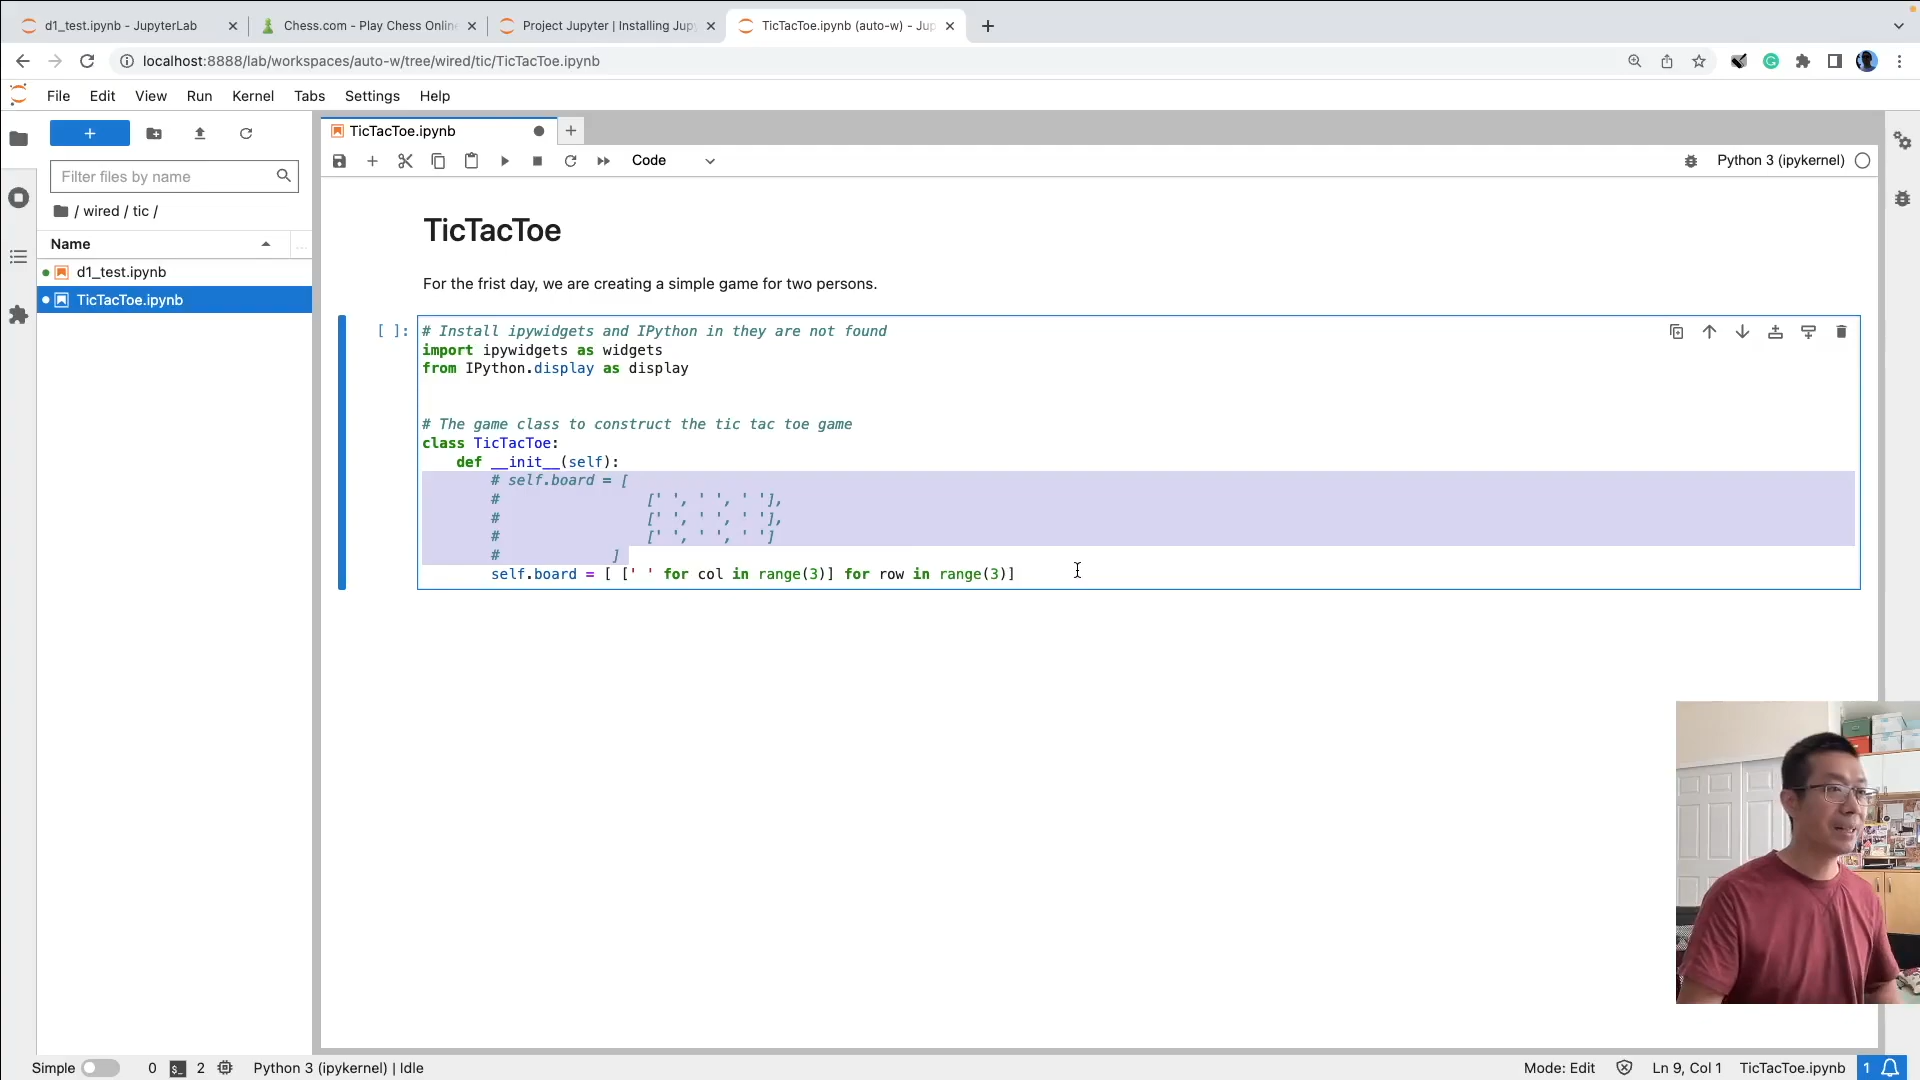 d1_test.ipynb - JupyterLab
Chess.com - Play Chess Online
Project Jupyter | Installing Jup
TicTacToe.ipynb (auto-w) - Jup
localhost:8888/lab/workspaces/auto-w/tree/wired/tic/TicTacToe.ipynb
File Edit View Run Kernel Tabs Settings Help
TicTacToe.ipynb
Filter files by name
Code
Python 3 (ipykernel)
/ wired / tic /
Name
d1_test.ipynb
TicTacToe.ipynb
TicTacToe
For the frist day, we are creating a simple game for two persons.
[ ]:
# Install ipywidgets and IPython in they are not found
import ipywidgets as widgets
from IPython.display as display
# The game class to construct the tic tac toe game
class TicTacToe:
    def __init__(self):
        # self.board = [
        #                 [' ', ' ', ' '],
        #                 [' ', ' ', ' '],
        #                 [' ', ' ', ' ']
        #             ]
        self.board = [ [' ' for col in range(3)] for row in range(3)]
Simple 0 $_ 2 Python 3 (ipykernel) | Idle
Mode: Edit Ln 9, Col 1 TicTacToe.ipynb 1